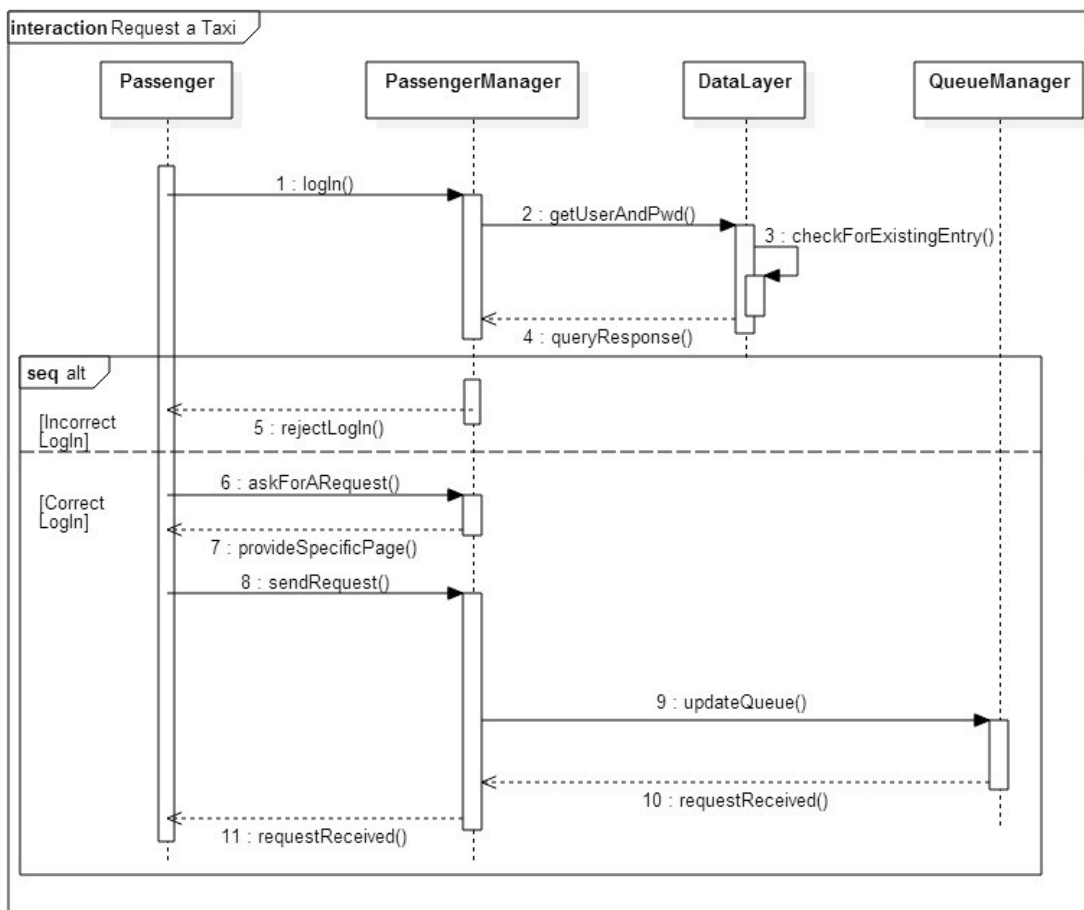 interaction Request a Taxi
Passenger
PassengerManager
DataLayer
QueueManager
1 : logIn()
2 : getUserAndPwd()
3 : checkForExistingEntry()
4 : queryResponse()
seq alt
[Incorrect
LogIn]
5 : rejectLogIn()
[Correct
LogIn]
6 : askForARequest()
7 : provideSpecificPage()
8 : sendRequest()
9 : updateQueue()
10 : requestReceived()
11 : requestReceived()